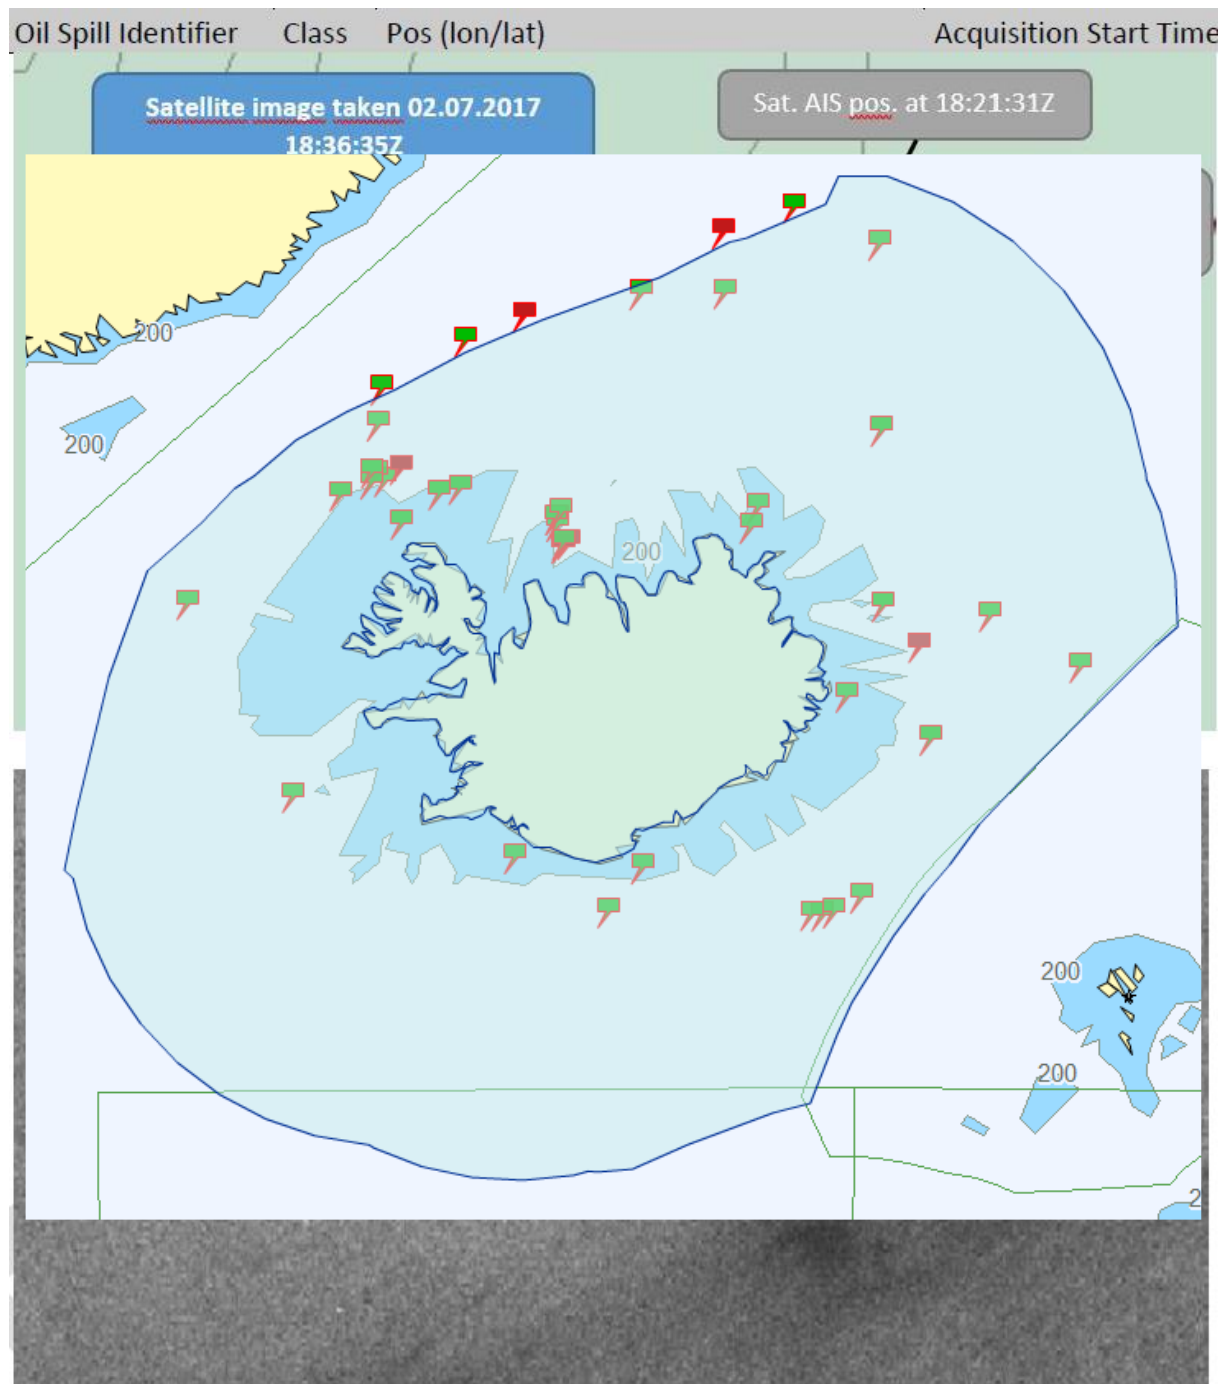 Oil Spill Identifier Class Pos (lon/lat) Acquisition Start Time
Satellite image taken 02.07.2017
18:36:35Z
Sat. AIS pos. at 18:21:31Z
200
200
200
200
200
2